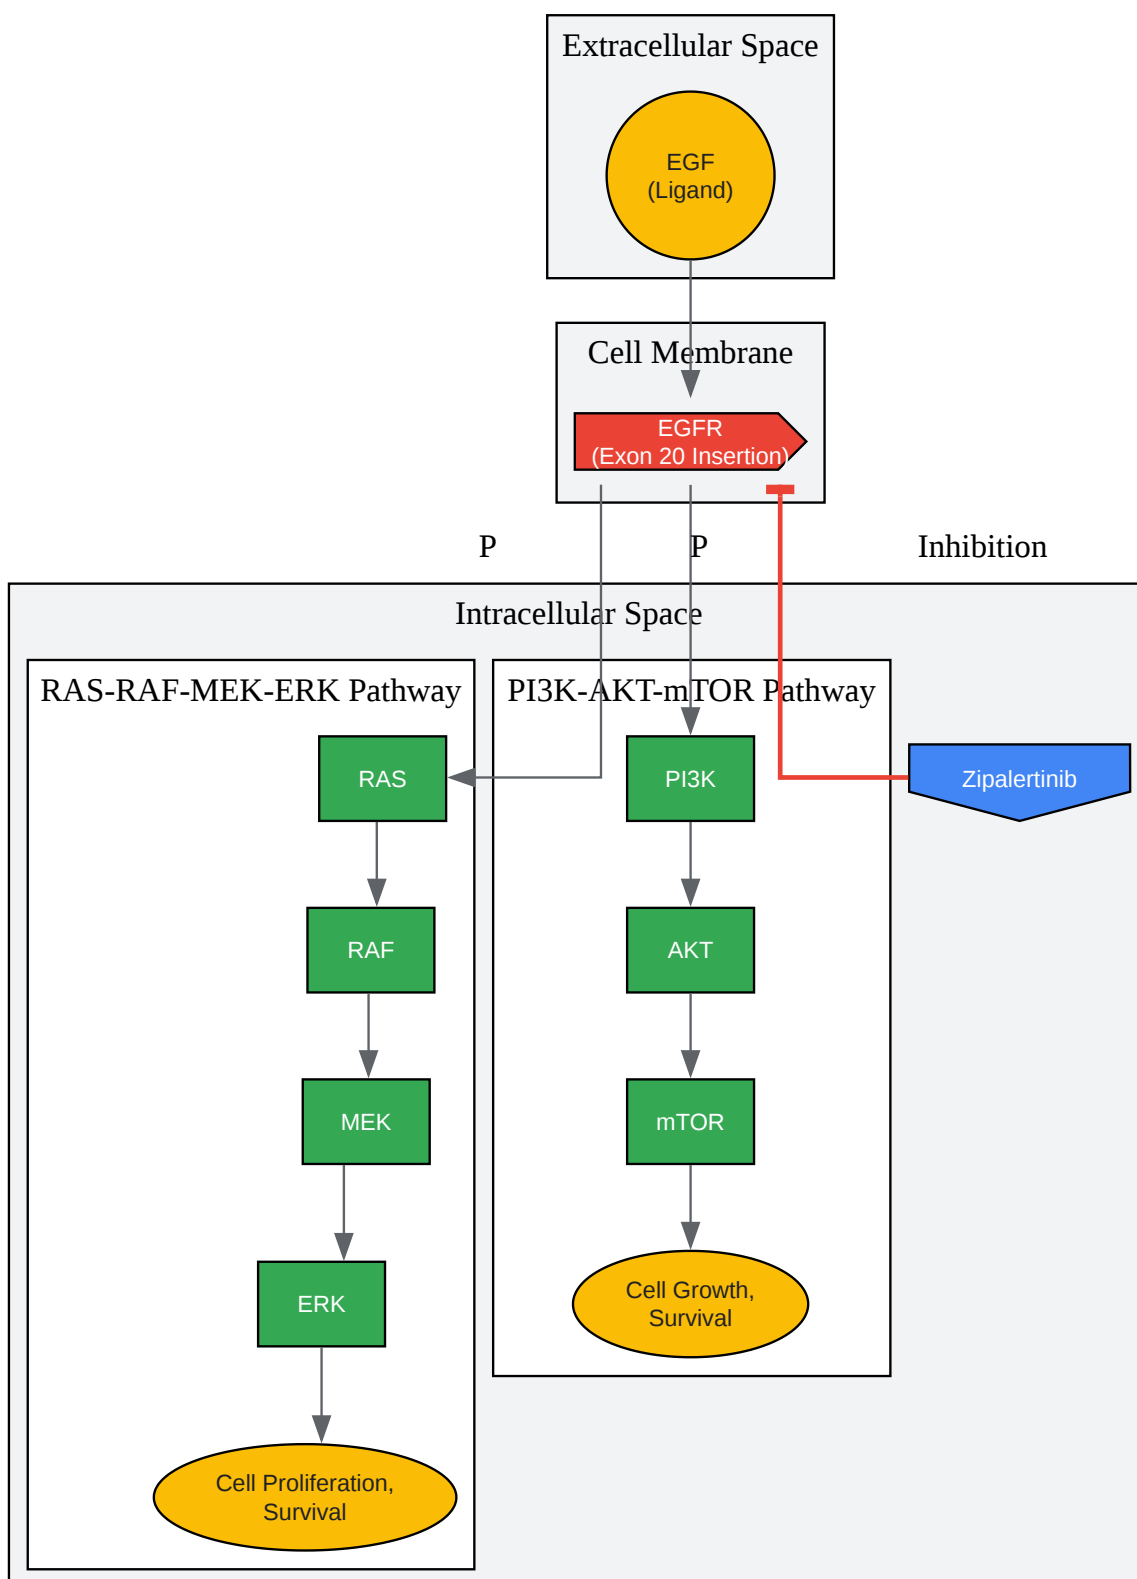 Extracellular Space
EGF
(Ligand)
Cell Membrane
EGFR
(Exon 20 Insertion)
P
P
Inhibition
Intracellular Space
RAS-RAF-MEK-ERK Pathway
PI3K-AKT-mTOR Pathway
RAS
PI3K
Zipalertinib
RAF
AKT
MEK
mTOR
ERK
Cell Growth,
Survival
Cell Proliferation,
Survival